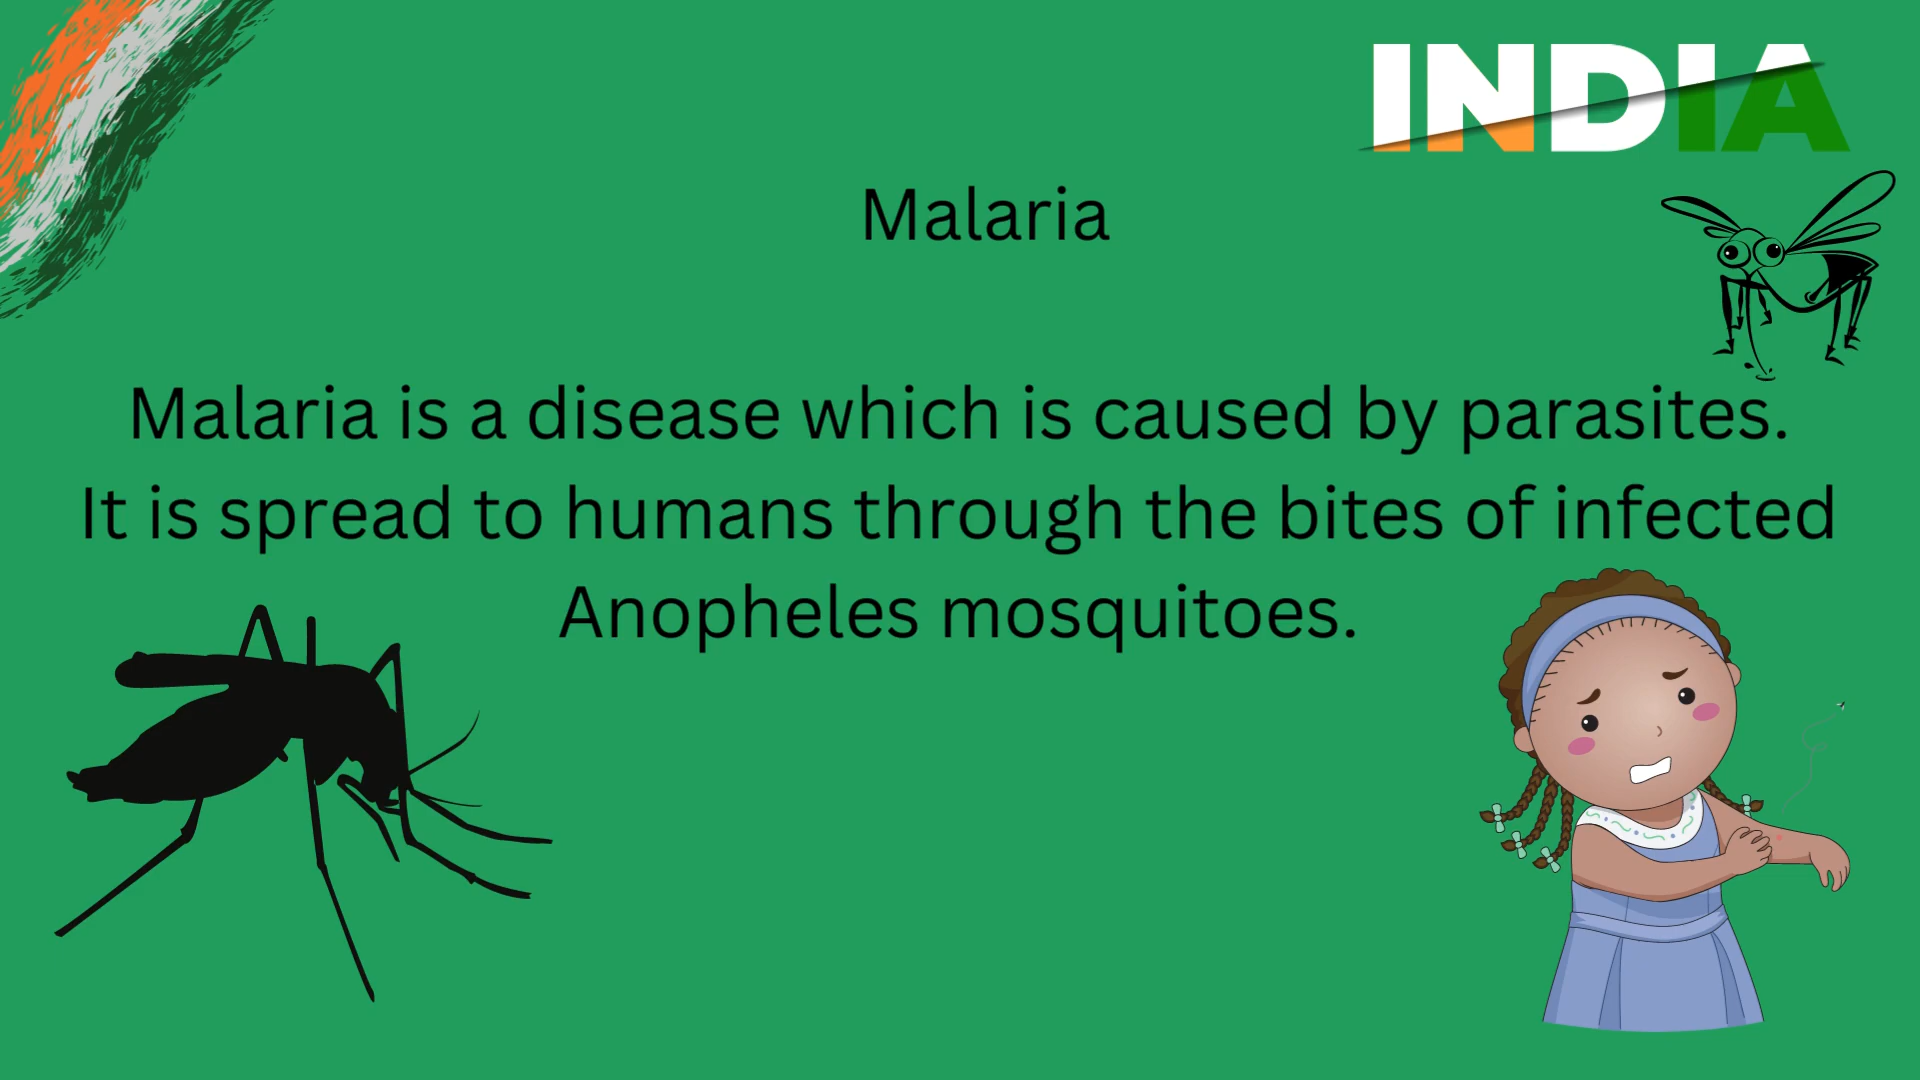 INDIA
Malaria
Malaria is a disease which is caused by parasites.
It is spread to humans through the bites of infected
Anopheles mosquitoes.